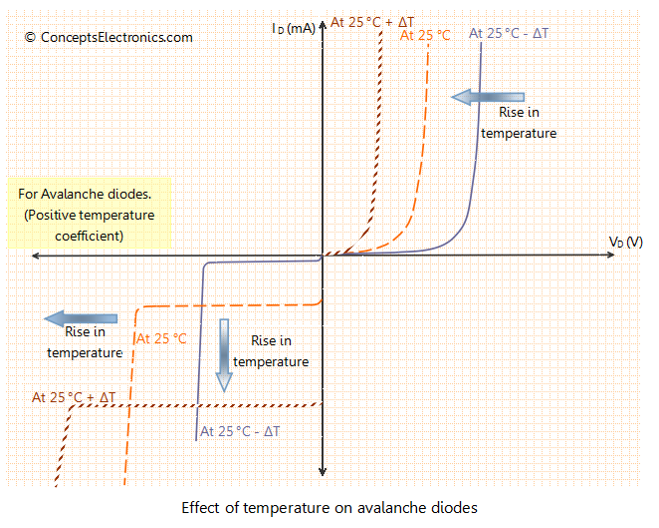 © ConceptsElectronics.com
I D (mA)
At 25 °C + ΔT
At 25 °C
At 25 °C - ΔT
Rise in
temperature
For Avalanche diodes.
(Positive temperature
coefficient)
VD (V)
Rise in
temperature
At 25 °C
Rise in
temperature
At 25 °C + ΔT
At 25 °C - ΔT
Effect of temperature on avalanche diodes